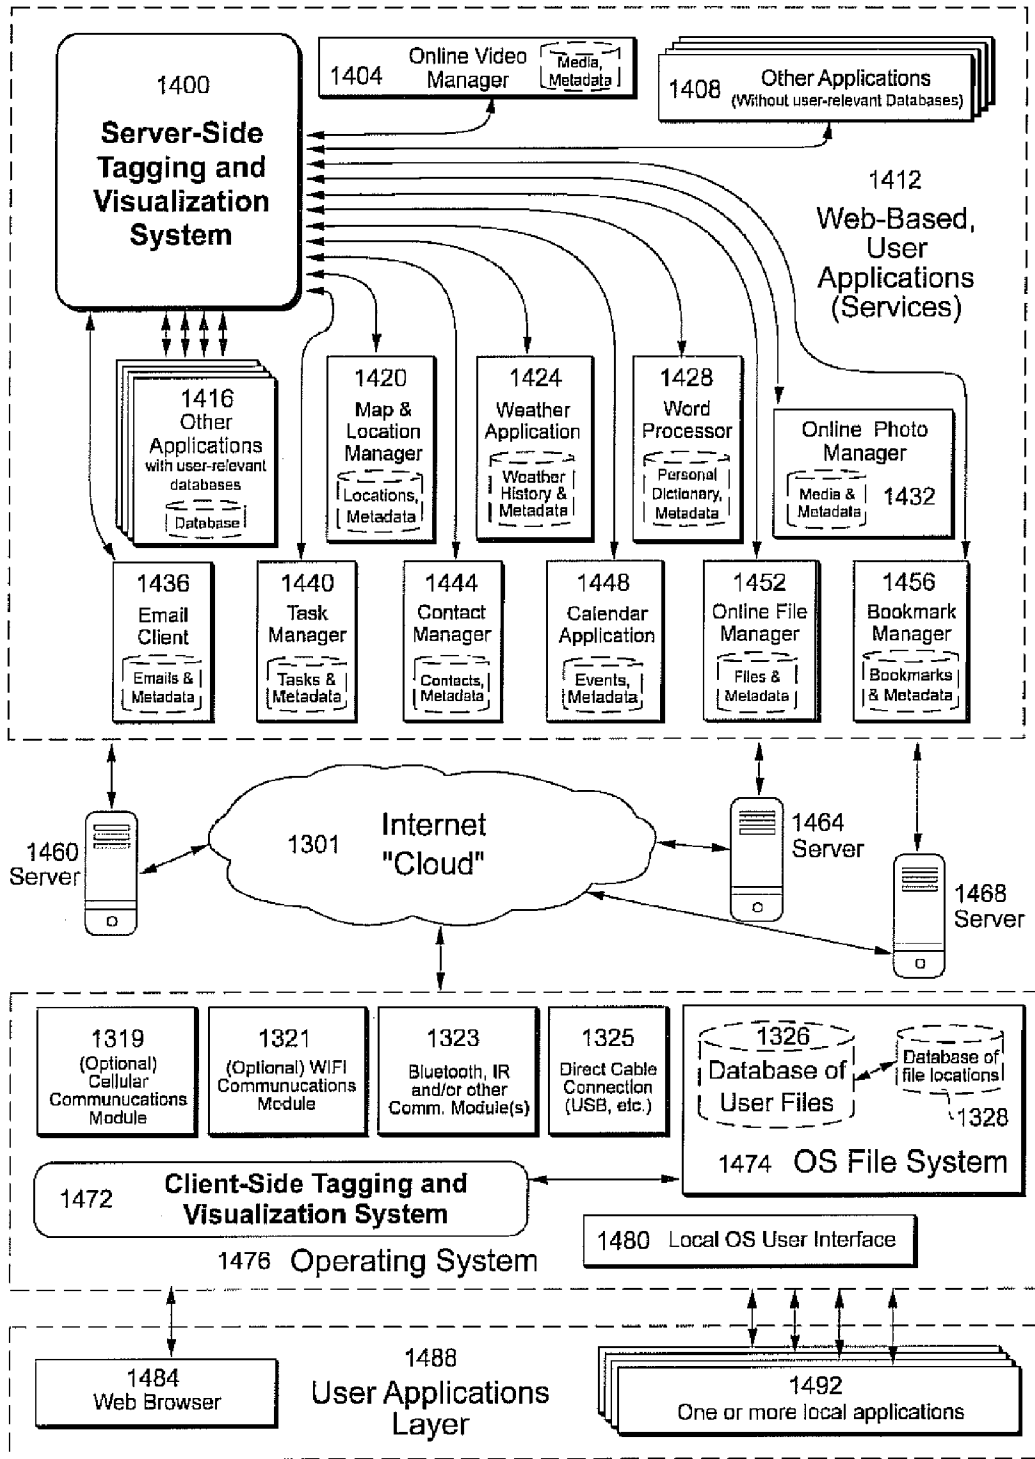 1400
Server-Side
Tagging and
Visualization
System
1404
Online Video
Manager
Media,
Metadata
1408
Other Applications
(Without user-relevant Databases)
1412
Web-Based,
User
Applications
(Services)
1416
Other
Applications
with user-relevant
databases
Database
1420
Map &
Location
Manager
Locations,
Metadata
1424
Weather
Application
Weather
History &
Metadata
1428
Word
Processor
Personal
Dictionary,
Metadata
Online Photo
Manager
Media &
Metadata
1432
1436
Email
Client
Emails &
Metadata
1440
Task
Manager
Tasks &
Metadata
1444
Contact
Manager
Contacts,
Metadata
1448
Calendar
Application
Events,
Metadata
1452
Online File
Manager
Files &
Metadata
1456
Bookmark
Manager
Bookmarks
& Metadata
1460
Server
1301
Internet
"Cloud"
1464
Server
1468
Server
1319
(Optional)
Cellular
Communucations
Module
1321
(Optional) WIFI
Communucations
Module
1323
Bluetooth, IR
and/or other
Comm. Module(s)
1325
Direct Cable
Connection
(USB, etc.)
1326
Database of
User Files
Database of
file locations
1328
1474 OS File System
1472
Client-Side Tagging and
Visualization System
1476 Operating System
1480 Local OS User Interface
1484
Web Browser
1488
User Applications
Layer
1492
One or more local applications